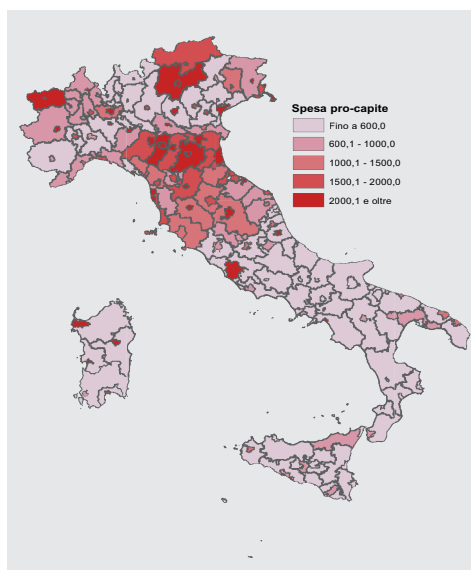 Spesa pro-capite
Fino a 600,0
600,1 - 1000,0
1000,1 - 1500,0
1500,1 - 2000,0
2000,1 e oltre